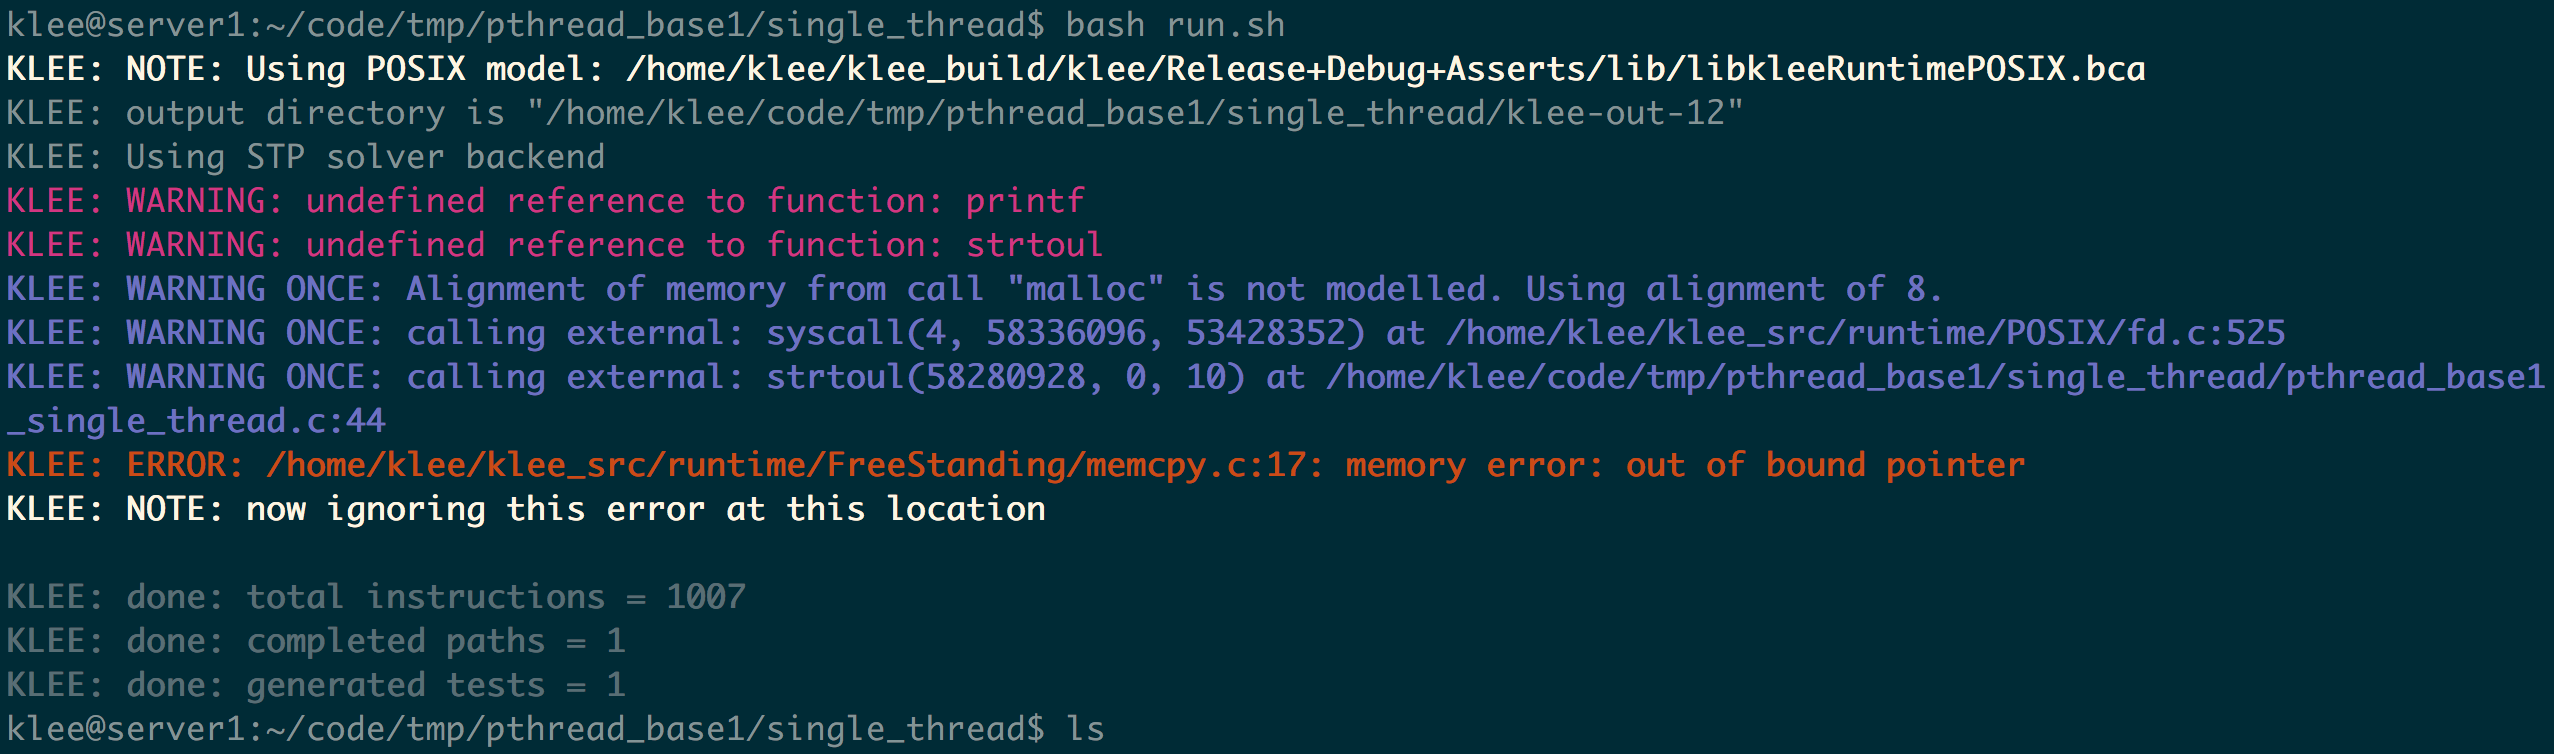 klee@server1:~/code/tmp/pthread_base1/single_thread$ bash run.sh
KLEE: NOTE: Using POSIX model: /home/klee/klee_build/klee/Release+Debug+Asserts/lib/libkleeRuntimePOSIX.bca
KLEE: output directory is "/home/klee/code/tmp/pthread_base1/single_thread/klee-out-12"
KLEE: Using STP solver backend
KLEE: WARNING: undefined reference to function: printf
KLEE: WARNING: undefined reference to function: strtoul
KLEE: WARNING ONCE: Alignment of memory from call "malloc" is not modelled. Using alignment of 8.
KLEE: WARNING ONCE: calling external: syscall(4, 58336096, 53428352) at /home/klee/klee_src/runtime/POSIX/fd.c:525
KLEE: WARNING ONCE: calling external: strtoul(58280928, 0, 10) at /home/klee/code/tmp/pthread_base1/single_thread/pthread_base1
_single_thread.c:44
KLEE: ERROR: /home/klee/klee_src/runtime/FreeStanding/memcpy.c:17: memory error: out of bound pointer
KLEE: NOTE: now ignoring this error at this location
KLEE: done: total instructions = 1007
KLEE: done: completed paths = 1
KLEE: done: generated tests = 1
klee@server1:~/code/tmp/pthread_base1/single_thread$ ls